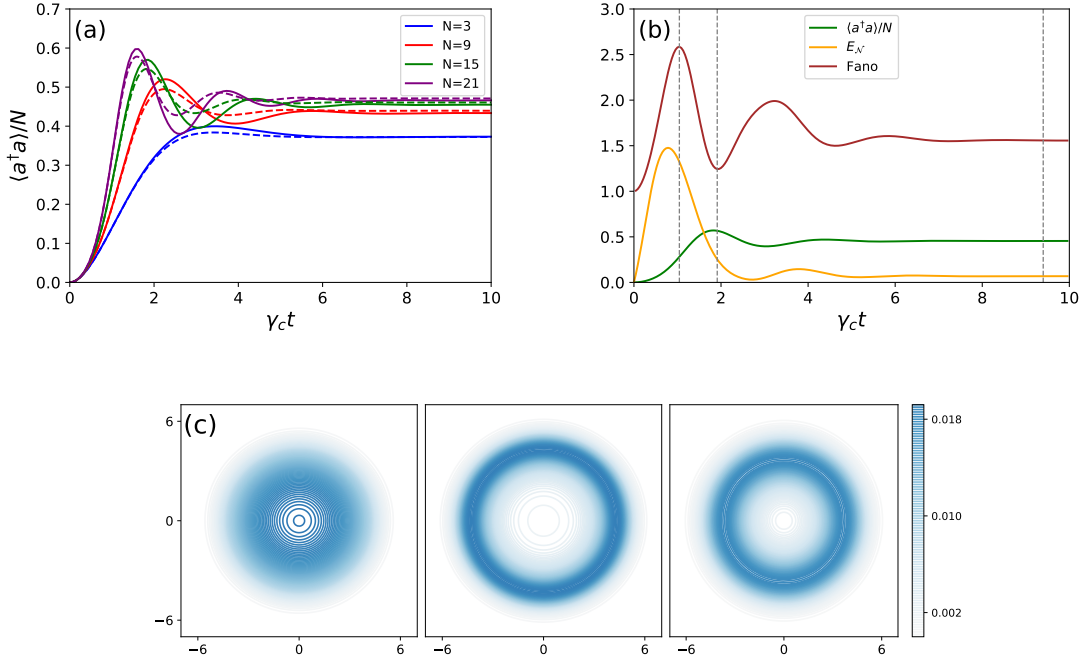 (a)
⟨a†a⟩/N
0.7
0.6
0.5
0.4
0.3
0.2
0.1
0.0
0 2 4 6 8 10
γ_c t
N=3
N=9
N=15
N=21
(b)
3.0
2.5
2.0
1.5
1.0
0.5
0.0
0 2 4 6 8 10
γ_c t
⟨a†a⟩/N
E_𝒩
Fano
(c)
6
0
−6
−6 0 6
−6 0 6
−6 0 6
0.018
0.010
0.002